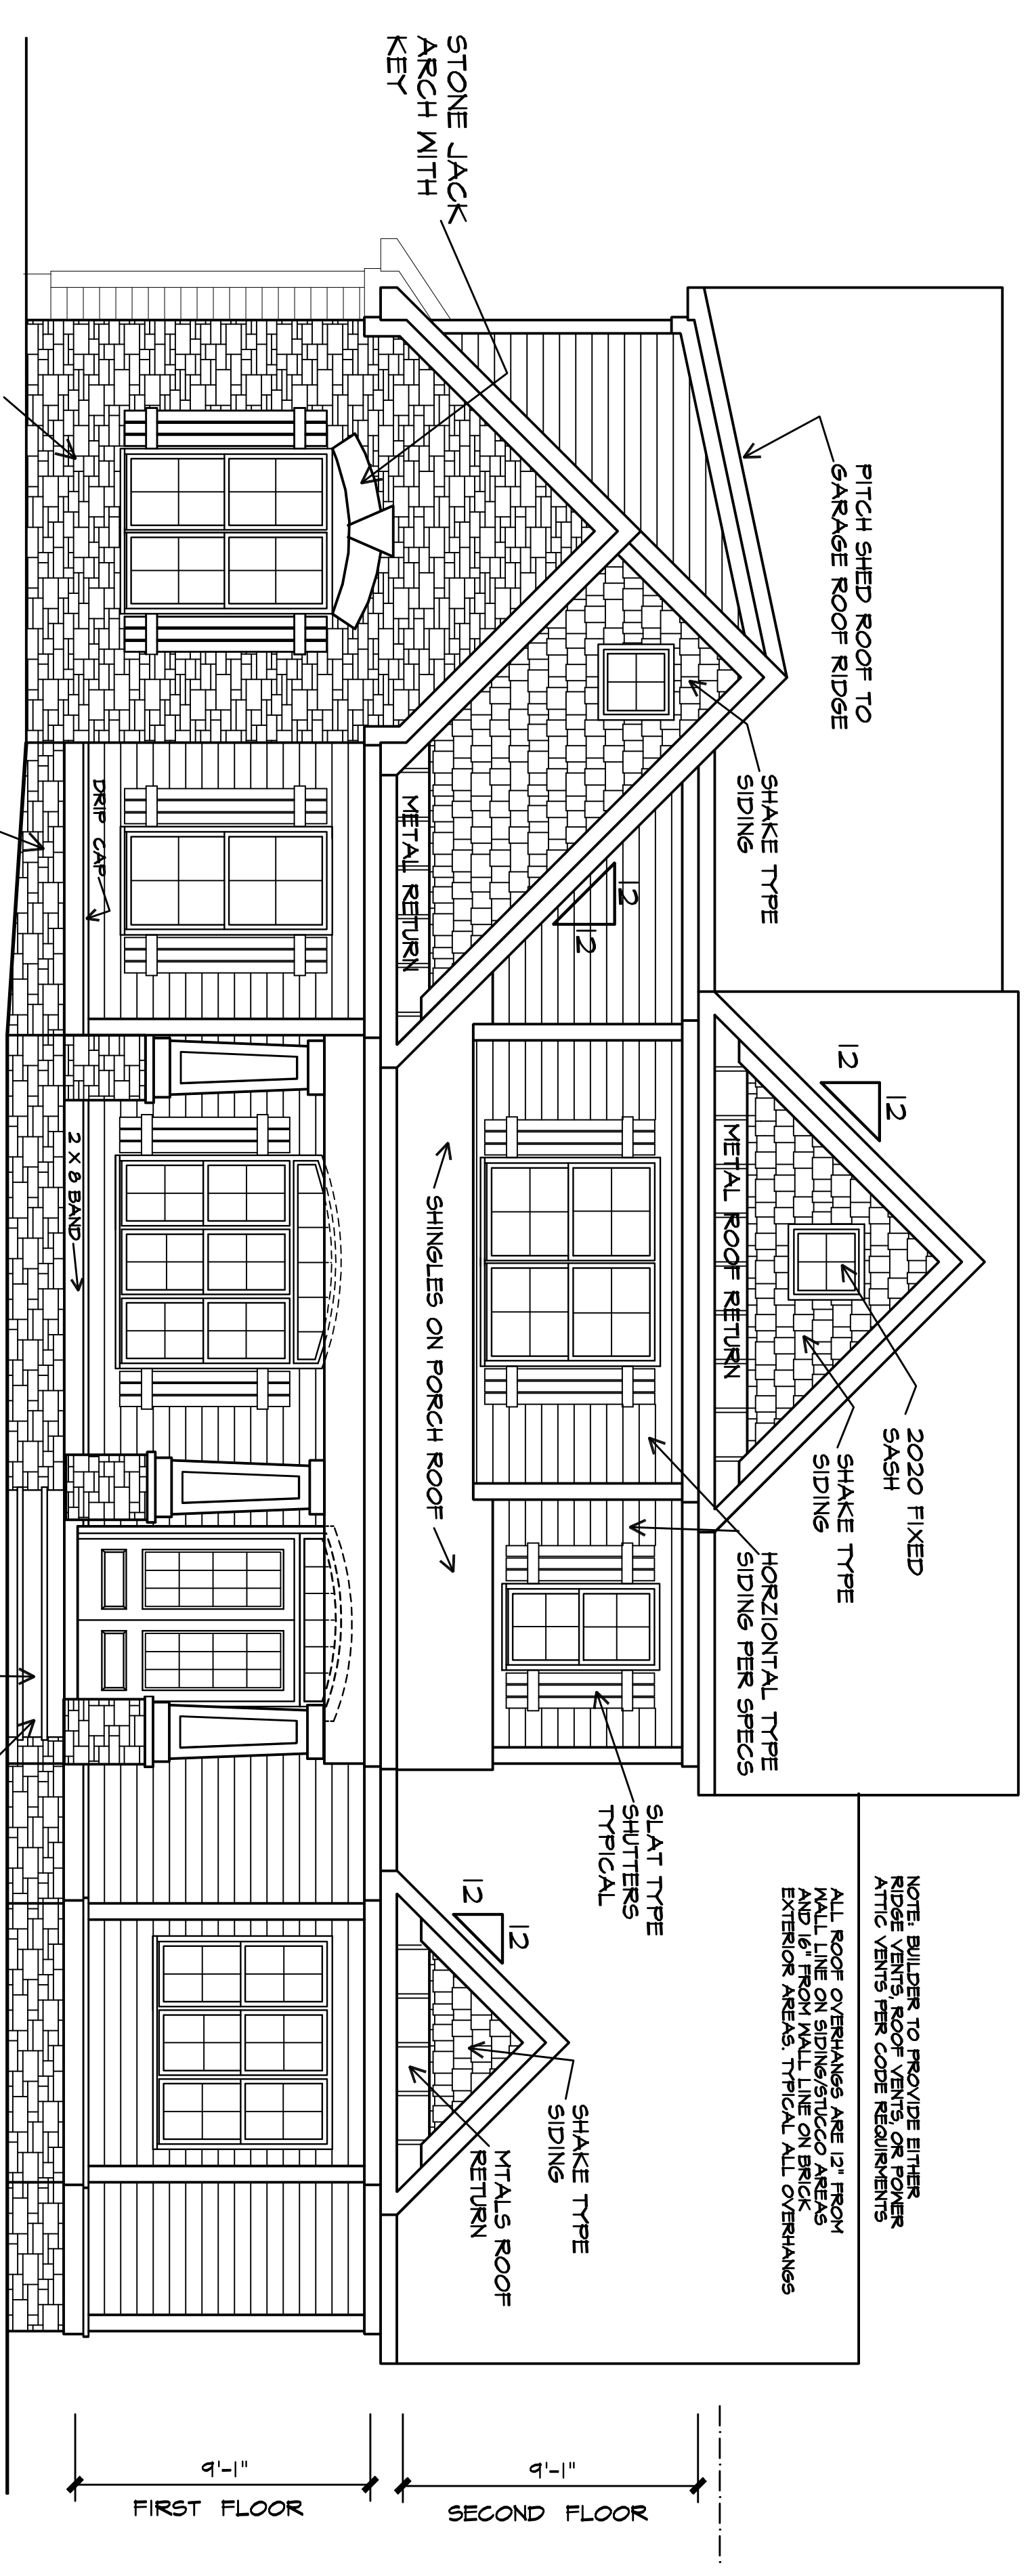 STONE JACK
ARCH WITH
KEY
PITCH SHED ROOF TO
GARAGE ROOF RIDGE
SHAKE TYPE
SIDING
DRIP CAP
METAL RETURN
12
12
12
12
METAL ROOF RETURN
2020 FIXED
SASH
SHAKE TYPE
SIDING
2 X 8 BAND
SHINGLES ON PORCH ROOF
HORZIONTAL TYPE
SIDING PER SPECS
SLAT TYPE
SHUTTERS
TYPICAL
NOTE: BUILDER TO PROVIDE EITHER
RIDGE VENTS, ROOF VENTS, OR POWER
ATTIC VENTS PER CODE REQUIRMENTS
ALL ROOF OVERHANGS ARE 12" FROM
WALL LINE ON SIDING/STUCCO AREAS
AND 16" FROM WALL LINE ON BRICK
EXTERIOR AREAS. TYPICAL ALL OVERHANGS
12
12
SHAKE TYPE
SIDING
MTALS ROOF
RETURN
9'-1"
SECOND FLOOR
9'-1"
FIRST FLOOR